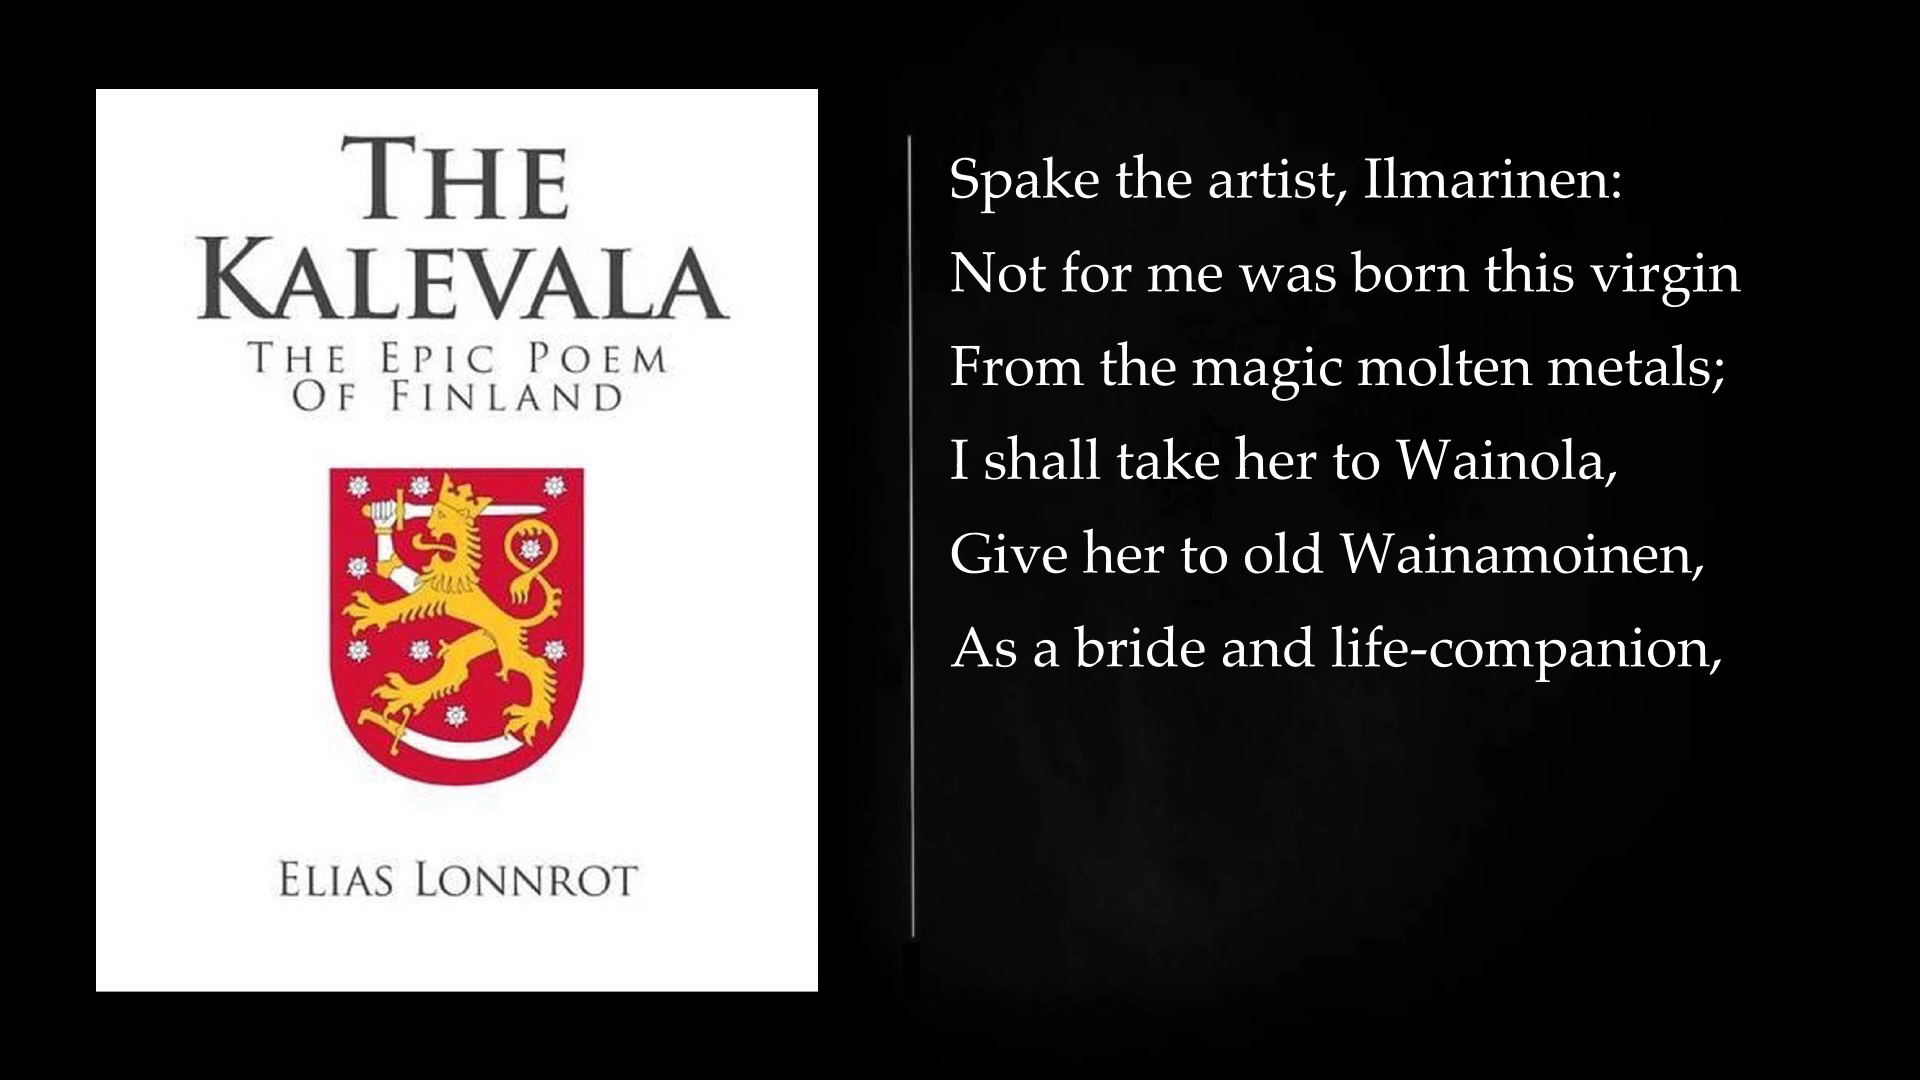 THE
KALEVALA
THE EPIC POEM
OF FINLAND
ELIAS LONNROT
Spake the artist, Ilmarinen:
Not for me was born this virgin
From the magic molten metals;
I shall take her to Wainola,
Give her to old Wainamoinen,
As a bride and life-companion,